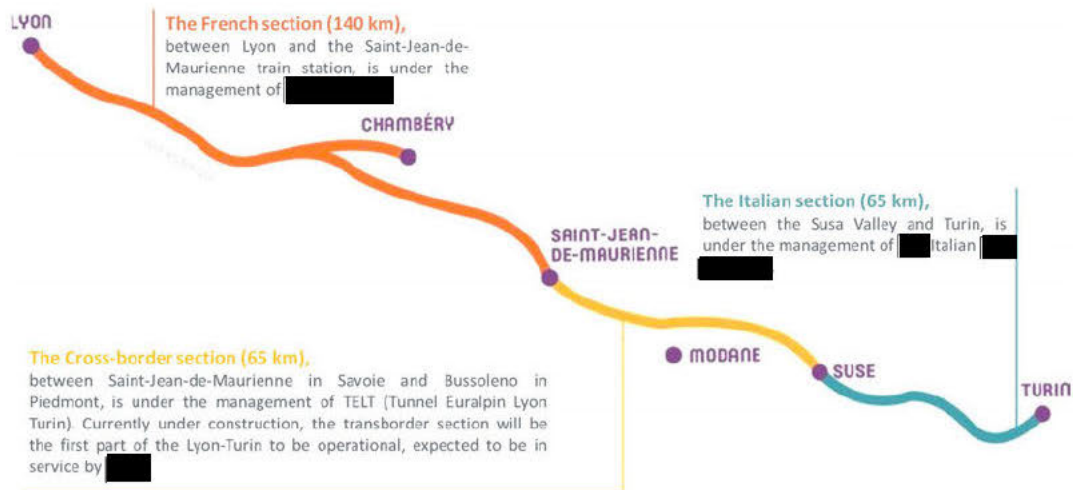 LYON
The French section (140 km),
between Lyon and the Saint-Jean-de-
Maurienne train station, is under the
management of
CHAMBÉRY
The Italian section (65 km),
between the Susa Valley and Turin, is
under the management of Italian
SAINT-JEAN-
DE-MAURIENNE
MODANE
SUSE
TURIN
The Cross-border section (65 km),
between Saint-Jean-de-Maurienne in Savoie and Bussoleno in
Piedmont, is under the management of TELT (Tunnel Euralpin Lyon
Turin). Currently under construction, the transborder section will be
the first part of the Lyon-Turin to be operational, expected to be in
service by